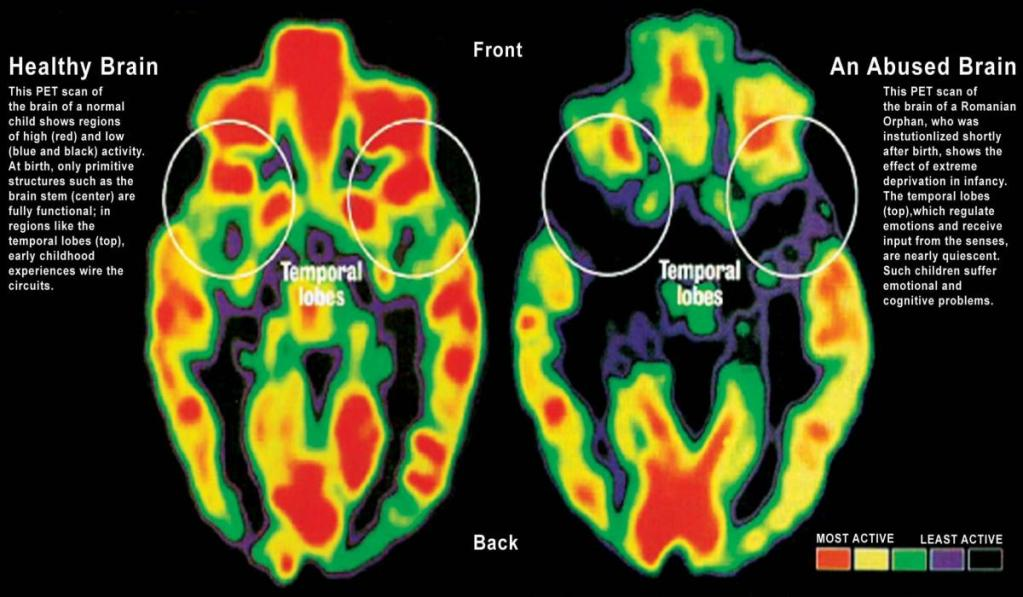 Healthy Brain
This PET scan of
the brain of a normal
child shows regions
of high (red) and low
(blue and black) activity.
At birth, only primitive
structures such as the
brain stem (center) are
fully functional; in
regions like the
temporal lobes (top),
early childhood
experiences wire the
circuits.
Front
An Abused Brain
This PET scan of
the brain of a Romanian
Orphan, who was
instutionlized shortly
after birth, shows the
effect of extreme
deprivation in infancy.
The temporal lobes
(top),which regulate
emotions and receive
input from the senses,
are nearly quiescent.
Such children suffer
emotional and
cognitive problems.
Temporal
lobes
Temporal
lobes
Back
MOST ACTIVE LEAST ACTIVE